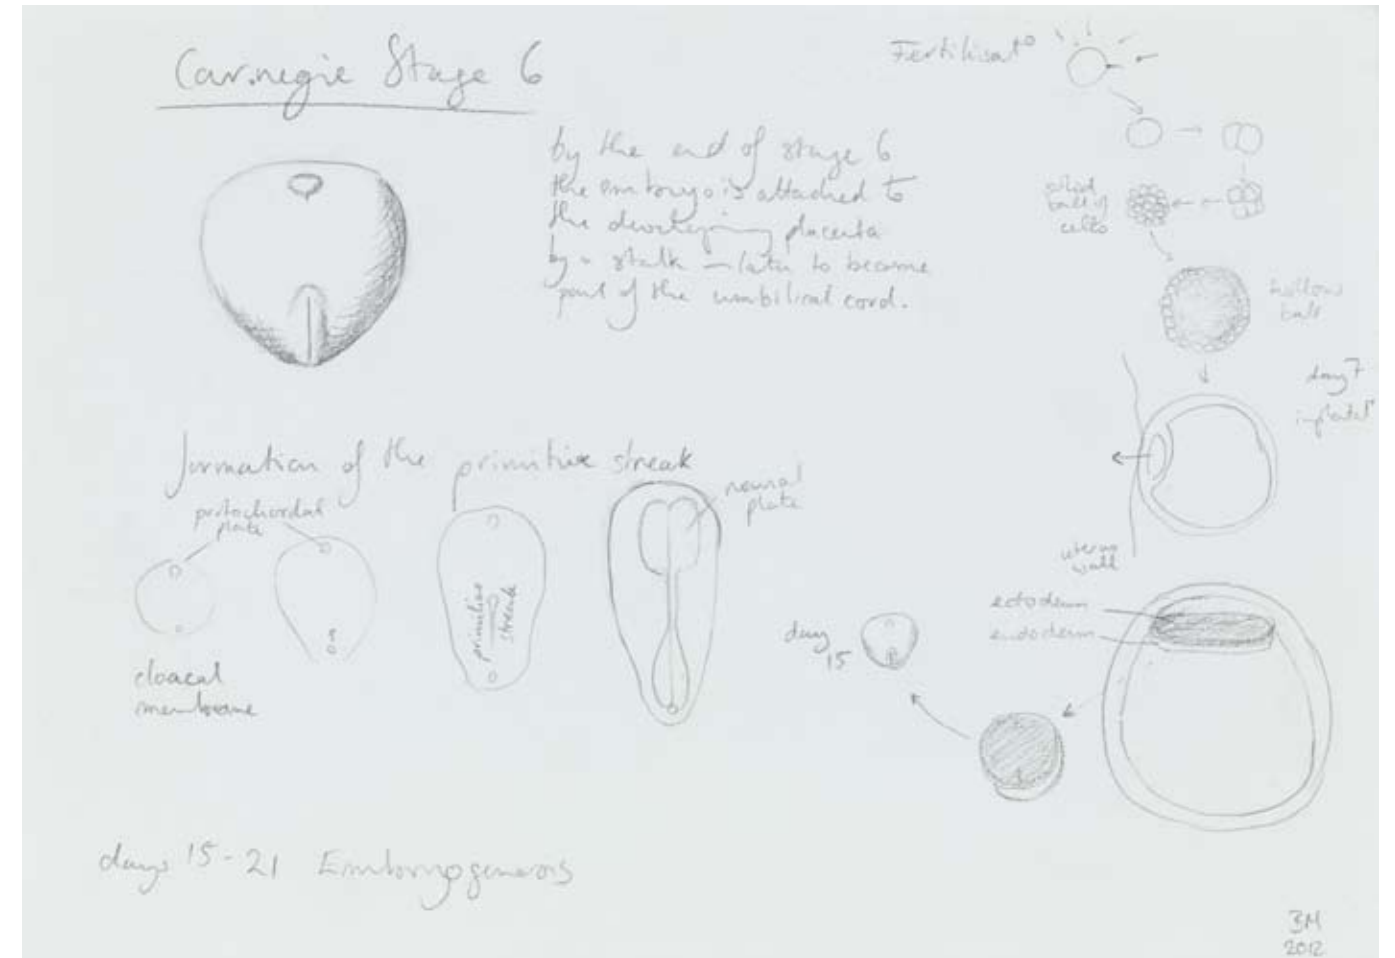 Carnegie Stage 6
by the end of stage 6
the embryo is attached to
the developing placenta
by a stalk – later to become
part of the umbilical cord.
Fertilisatº
solid
ball of
cells
hollow
ball
day 7
implantatº
uterus
wall
ectoderm
endoderm
day
15
formation of the primitive streak
prochordal
plate
neural
plate
primitive
streak
cloacal
membrane
days 15-21 Embryogenesis
BM
2012